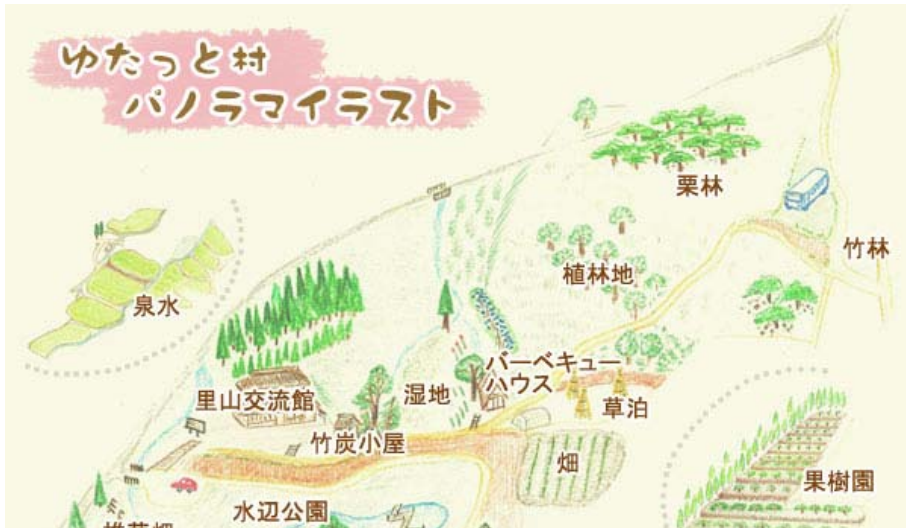 ゆたっと村
パノラマイラスト
栗林
竹林
植林地
泉水
バーベキュー
ハウス
里山交流館
湿地
草泊
竹炭小屋
畑
果樹園
水辺公園